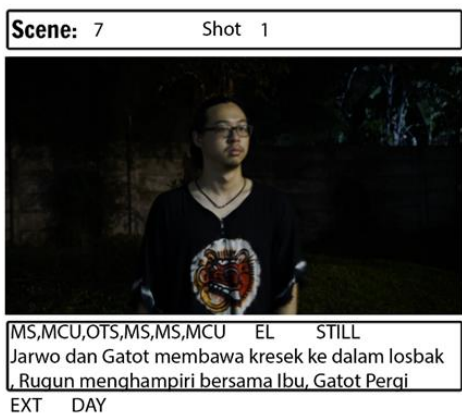 Scene: 7 Shot 1
MS,MCU,OTS,MS,MS,MCU EL STILL
Jarwo dan Gatot membawa kresek ke dalam losbak
, Rugun menghampiri bersama Ibu, Gatot Pergi
EXT DAY